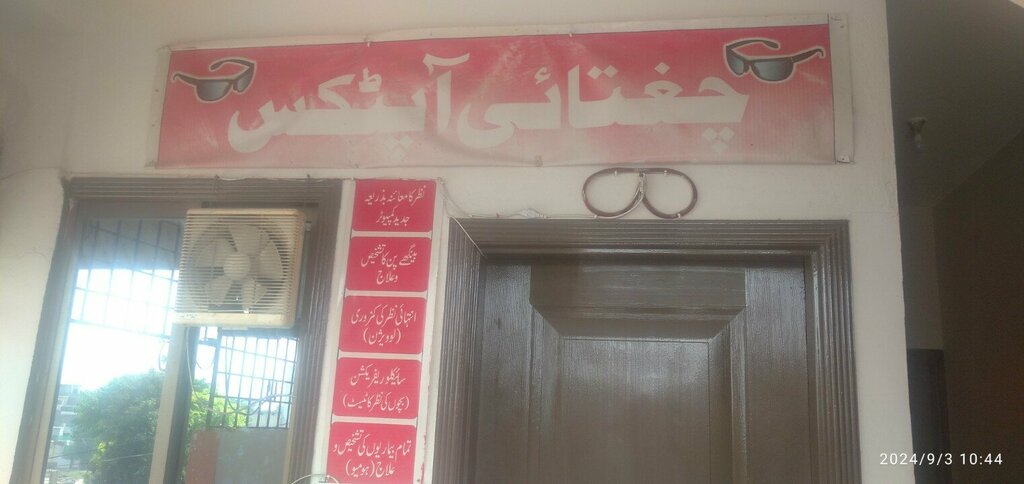 چغتائی آپٹکس
نظر کا معائنہ بذریعہ
جدید کمپیوٹر
بھینگے پن کا تشخیص
و علاج
انتہائی نظر کی کمزوری
(لو ویژن)
سائیکلو ریفریکشن
(بچوں کی نظر کا ٹیسٹ)
تمام بیماریوں کی تشخیص و
علاج (ہومیو)
2024/9/3 10:44